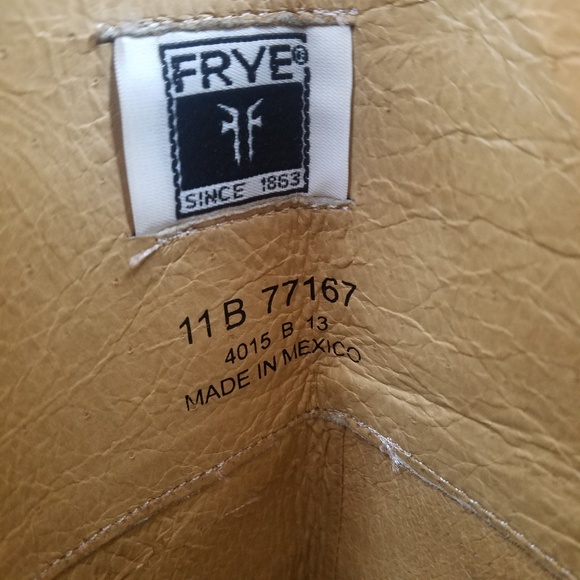 FRYE®
SINCE 1863
11 B 77167
4015 B 13
MADE IN MEXICO